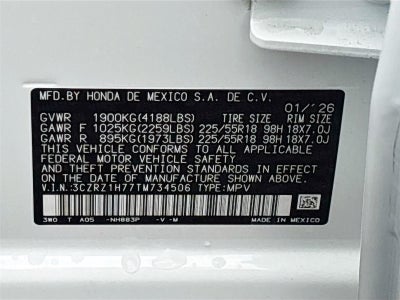 MFD.BY HONDA DE MEXICO S.A. DE C.V.
01/'26
GVWR 1900KG(4188LBS) TIRE SIZE RIM SIZE
GAWR F 1025KG(2259LBS) 225/55R18 98H 18X7.0J
GAWR R 895KG(1973LBS) 225/55R18 98H 18X7.0J
THIS VEHICLE CONFORMS TO ALL APPLICABLE
FEDERAL MOTOR VEHICLE SAFETY AND THEFT
PREVENTION STANDARDS IN EFFECT ON THE DATE
OF MANUFACTURE SHOWN ABOVE.
V.I.N:3CZRZ1H77TM734506 TYPE:MPV
3W0 T A05 -NH883P -V-M
MADE IN MEXICO